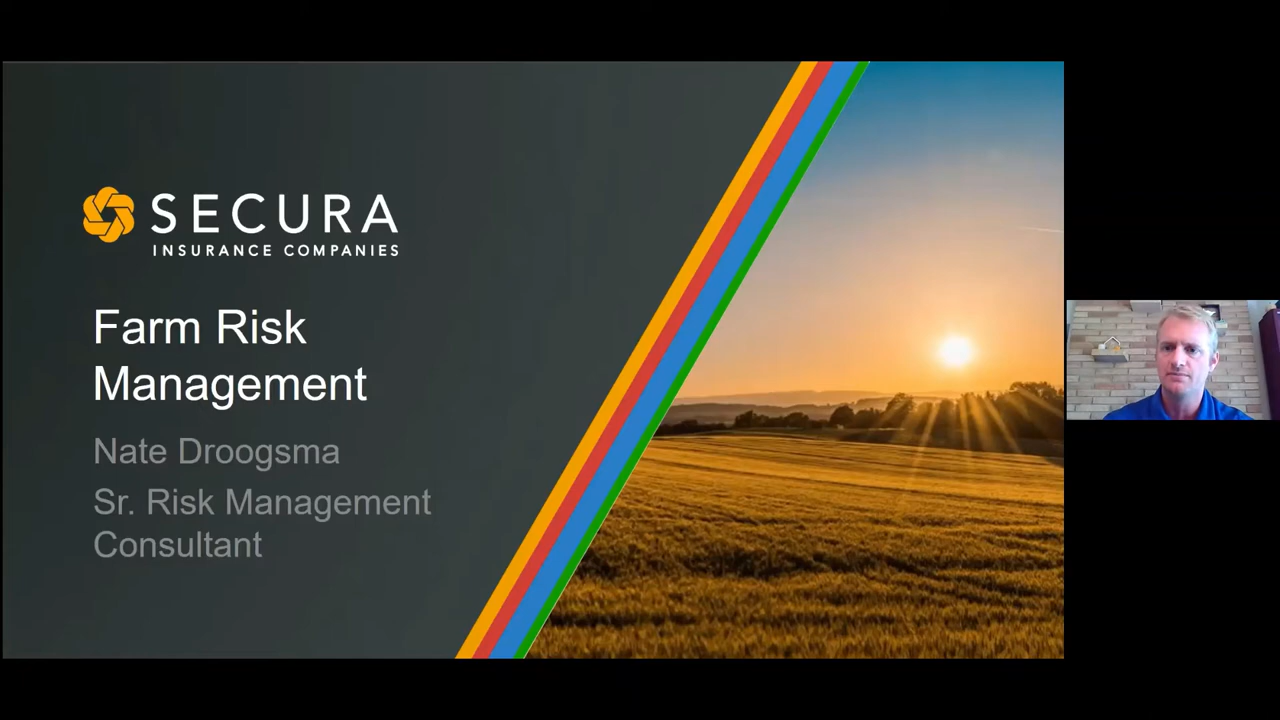 SECURA
INSURANCE COMPANIES
Farm Risk
Management
Nate Droogsma
Sr. Risk Management
Consultant